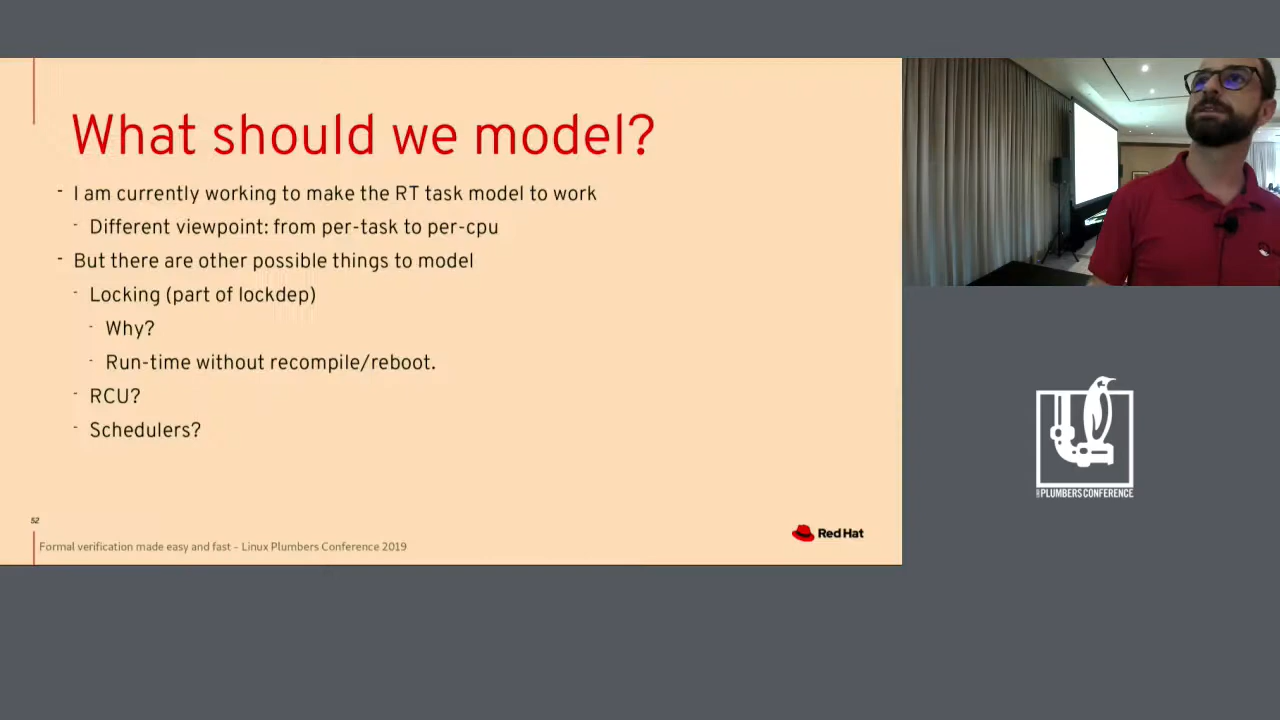 What should we model?
- I am currently working to make the RT task model to work
- Different viewpoint: from per-task to per-cpu
- But there are other possible things to model
- Locking (part of lockdep)
- Why?
- Run-time without recompile/reboot.
- RCU?
- Schedulers?
52
Formal verification made easy and fast – Linux Plumbers Conference 2019
Red Hat
PLUMBERS CONFERENCE